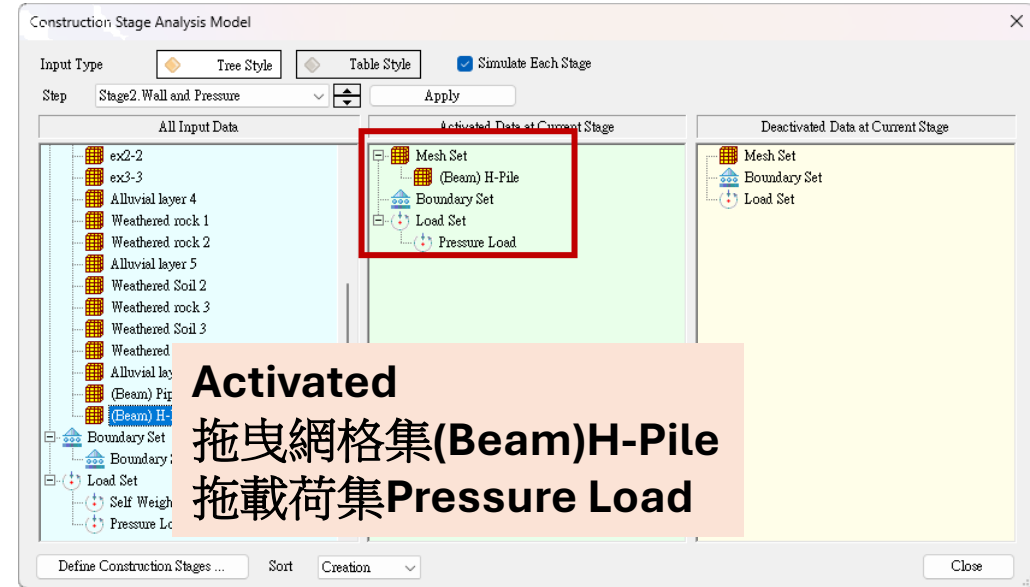 Construction Stage Analysis Model
Input Type Tree Style Table Style Simulate Each Stage
Step Stage2.Wall and Pressure Apply
All Input Data
ex2-2
ex3-3
Alluvial layer 4
Weathered rock 1
Weathered rock 2
Alluvial layer 5
Weathered Soil 2
Weathered rock 3
Weathered Soil 3
Weathered
Alluvial
(Beam)
(Beam)
Boundary Set
Boundary
Load Set
Self
Pressure
Activated Data at Current Stage
Mesh Set
(Beam) H-Pile
Boundary Set
Load Set
Pressure Load
Deactivated Data at Current Stage
Mesh Set
Boundary Set
Load Set
Activated
拖曳網格集(Beam)H-Pile
拖載荷集Pressure Load
Define Construction Stages ... Sort Creation Close